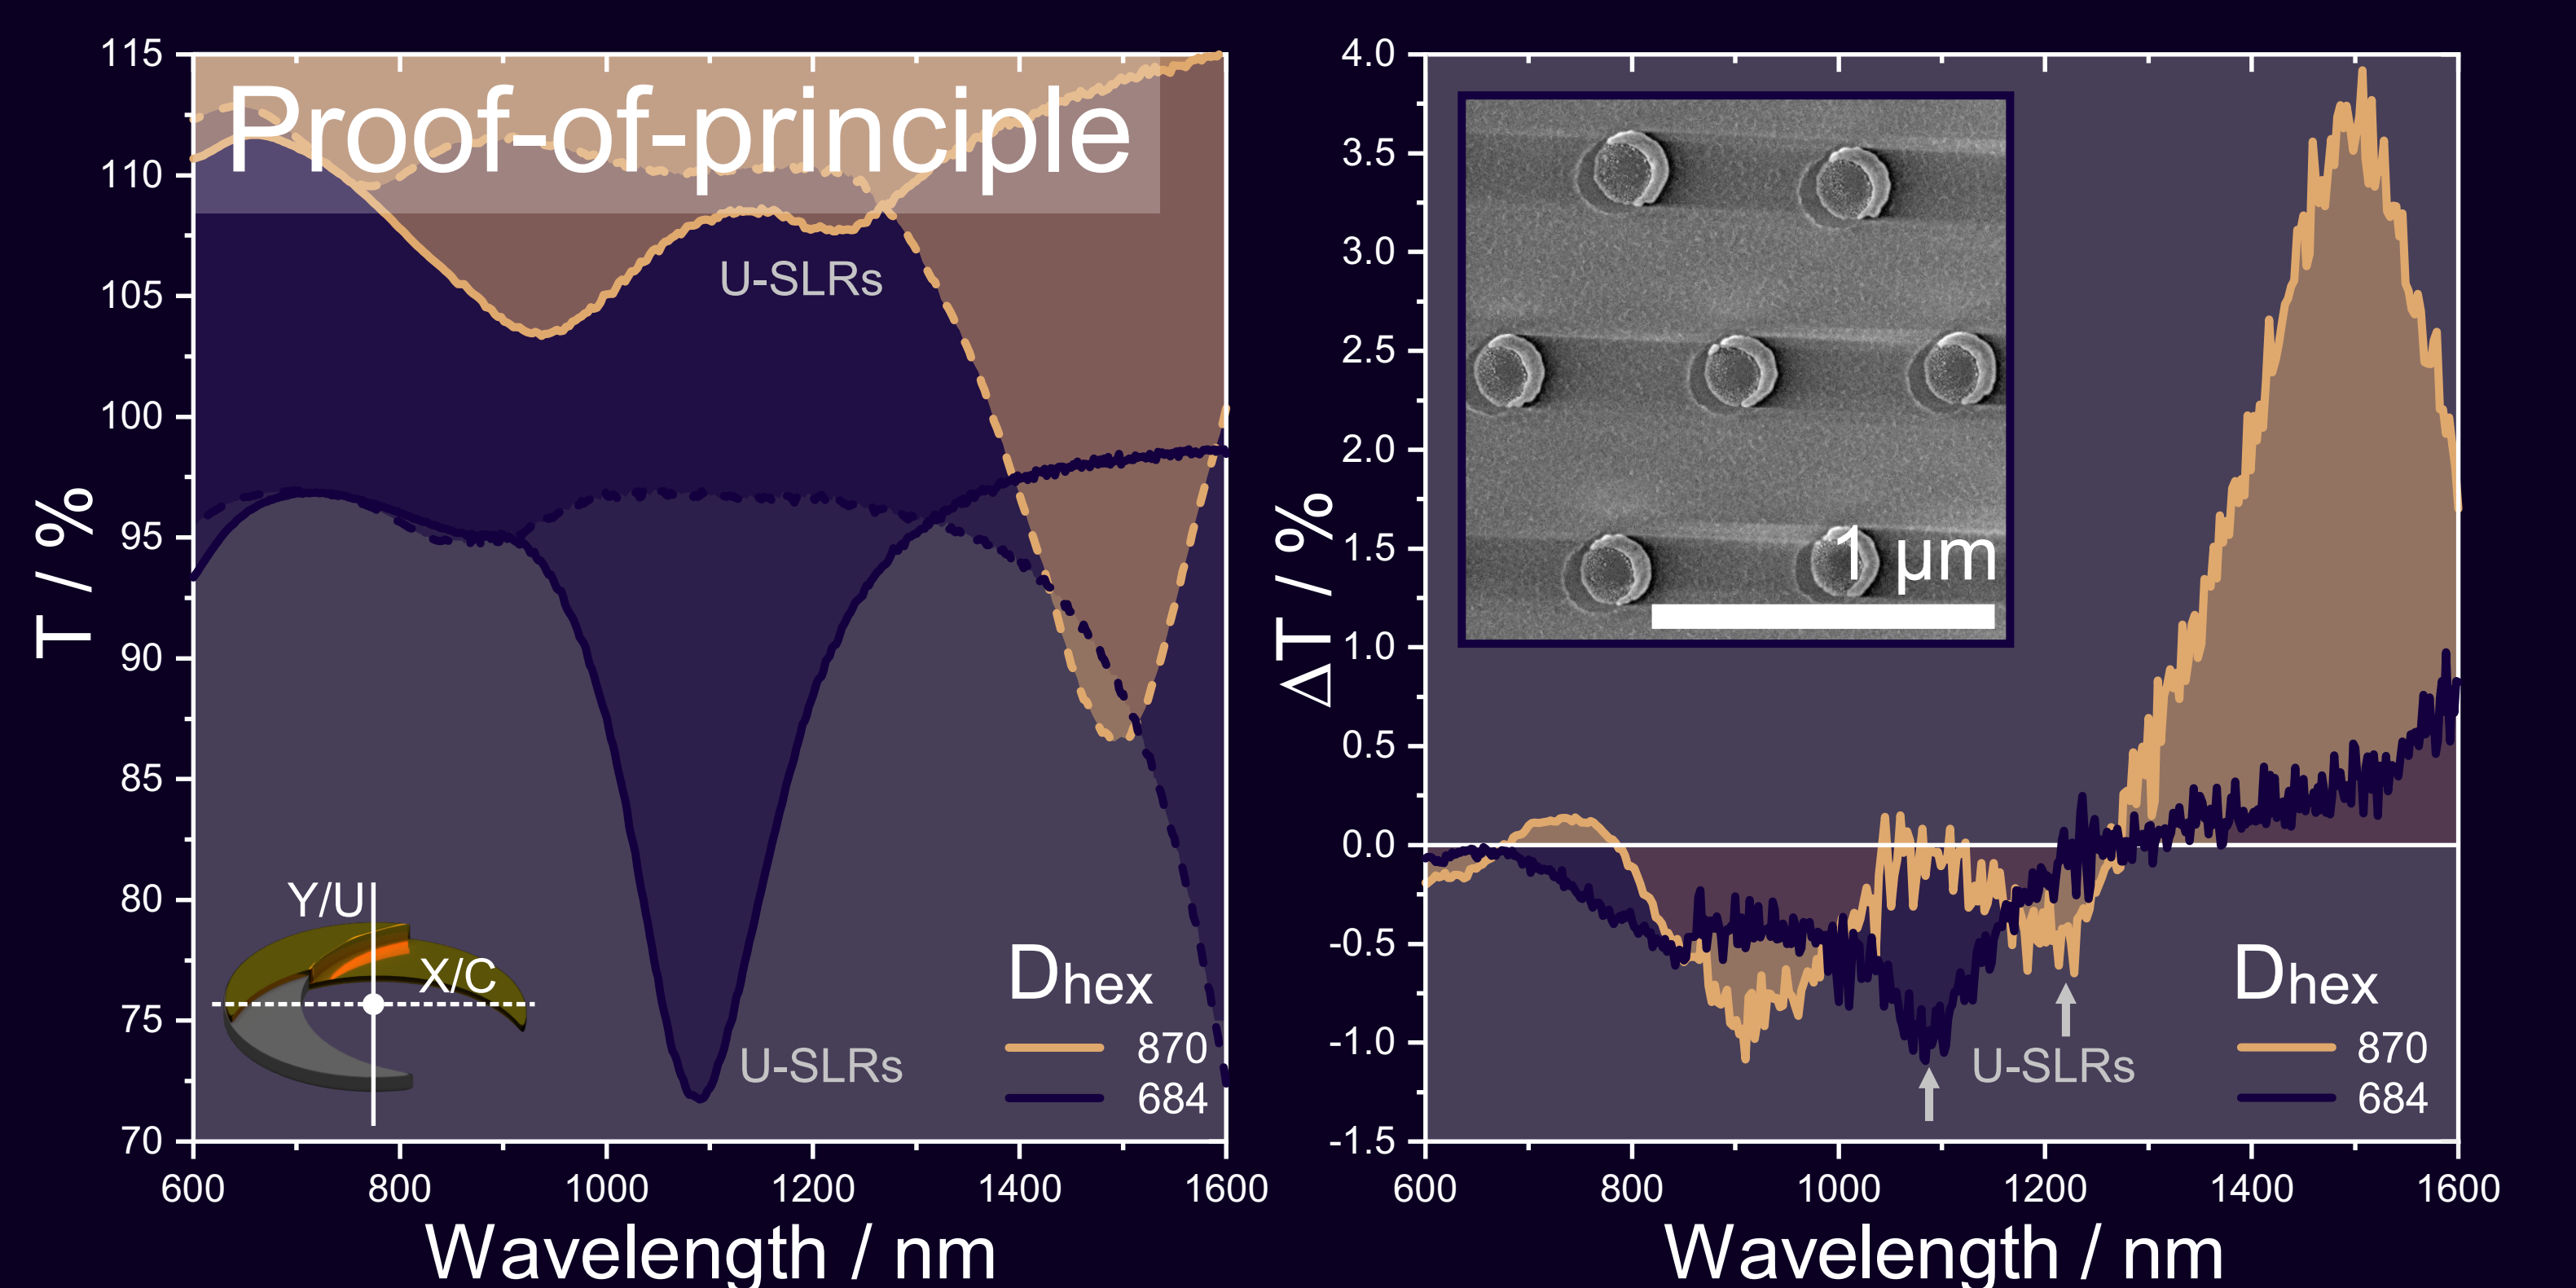 Proof-of-principle
115
110
105
100
95
90
85
80
75
70
T / %
U-SLRs
U-SLRs
Y/U
X/C
Dhex
870
684
600 800 1000 1200 1400 1600
Wavelength / nm
4.0
3.5
3.0
2.5
2.0
1.5
1.0
0.5
0.0
-0.5
-1.0
-1.5
ΔT / %
1 µm
U-SLRs
Dhex
870
684
600 800 1000 1200 1400 1600
Wavelength / nm